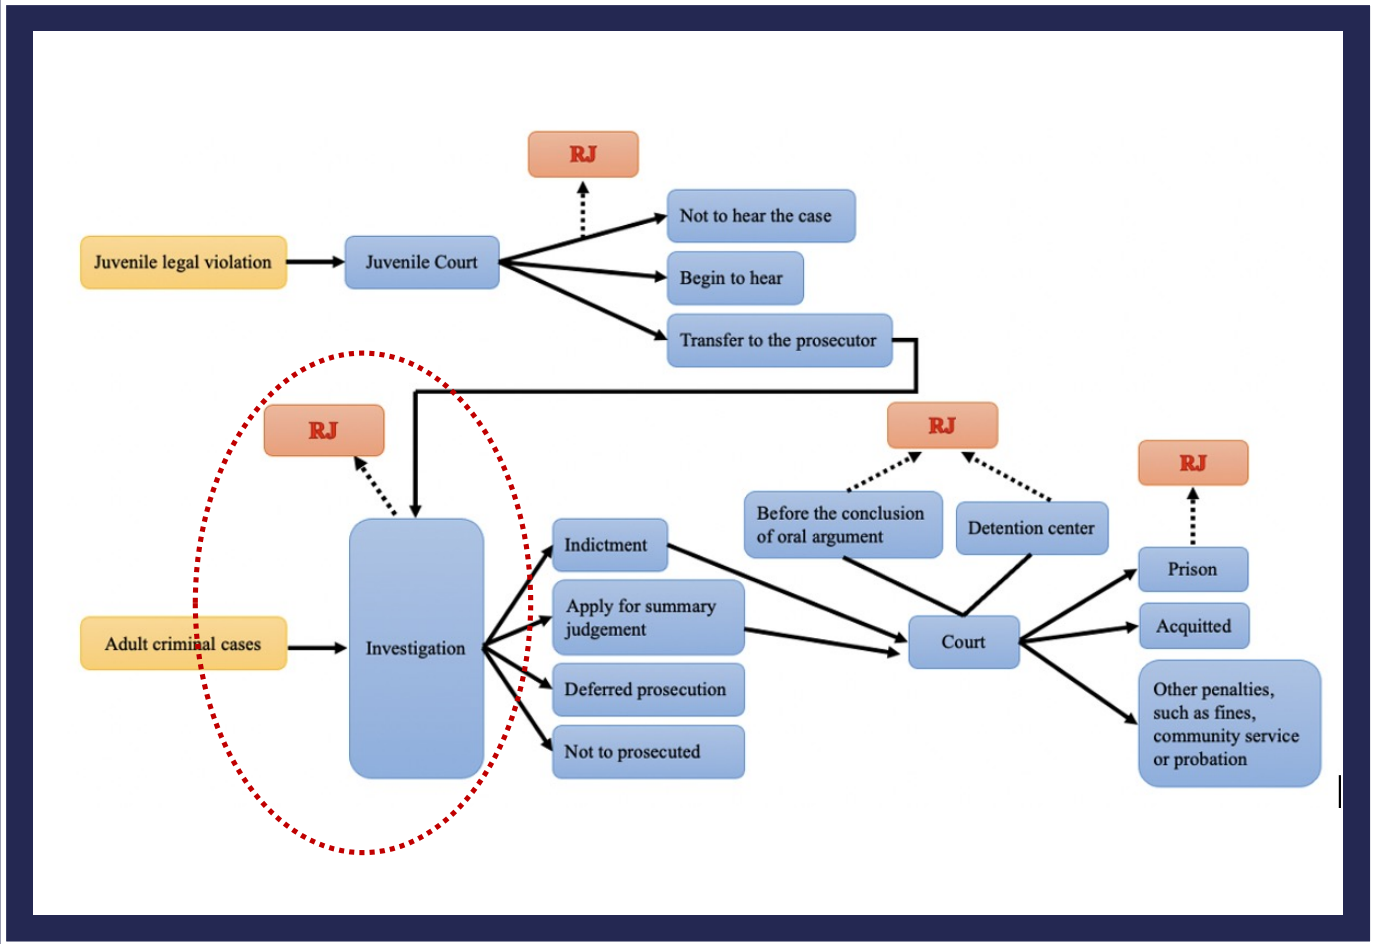 RJ
Not to hear the case
Juvenile legal violation
Juvenile Court
Begin to hear
Transfer to the prosecutor
RJ
RJ
RJ
Before the conclusion
of oral argument
Detention center
Indictment
Prison
Apply for summary
judgement
Acquitted
Adult criminal cases
Investigation
Court
Deferred prosecution
Other penalties,
such as fines,
community service
or probation
Not to prosecuted